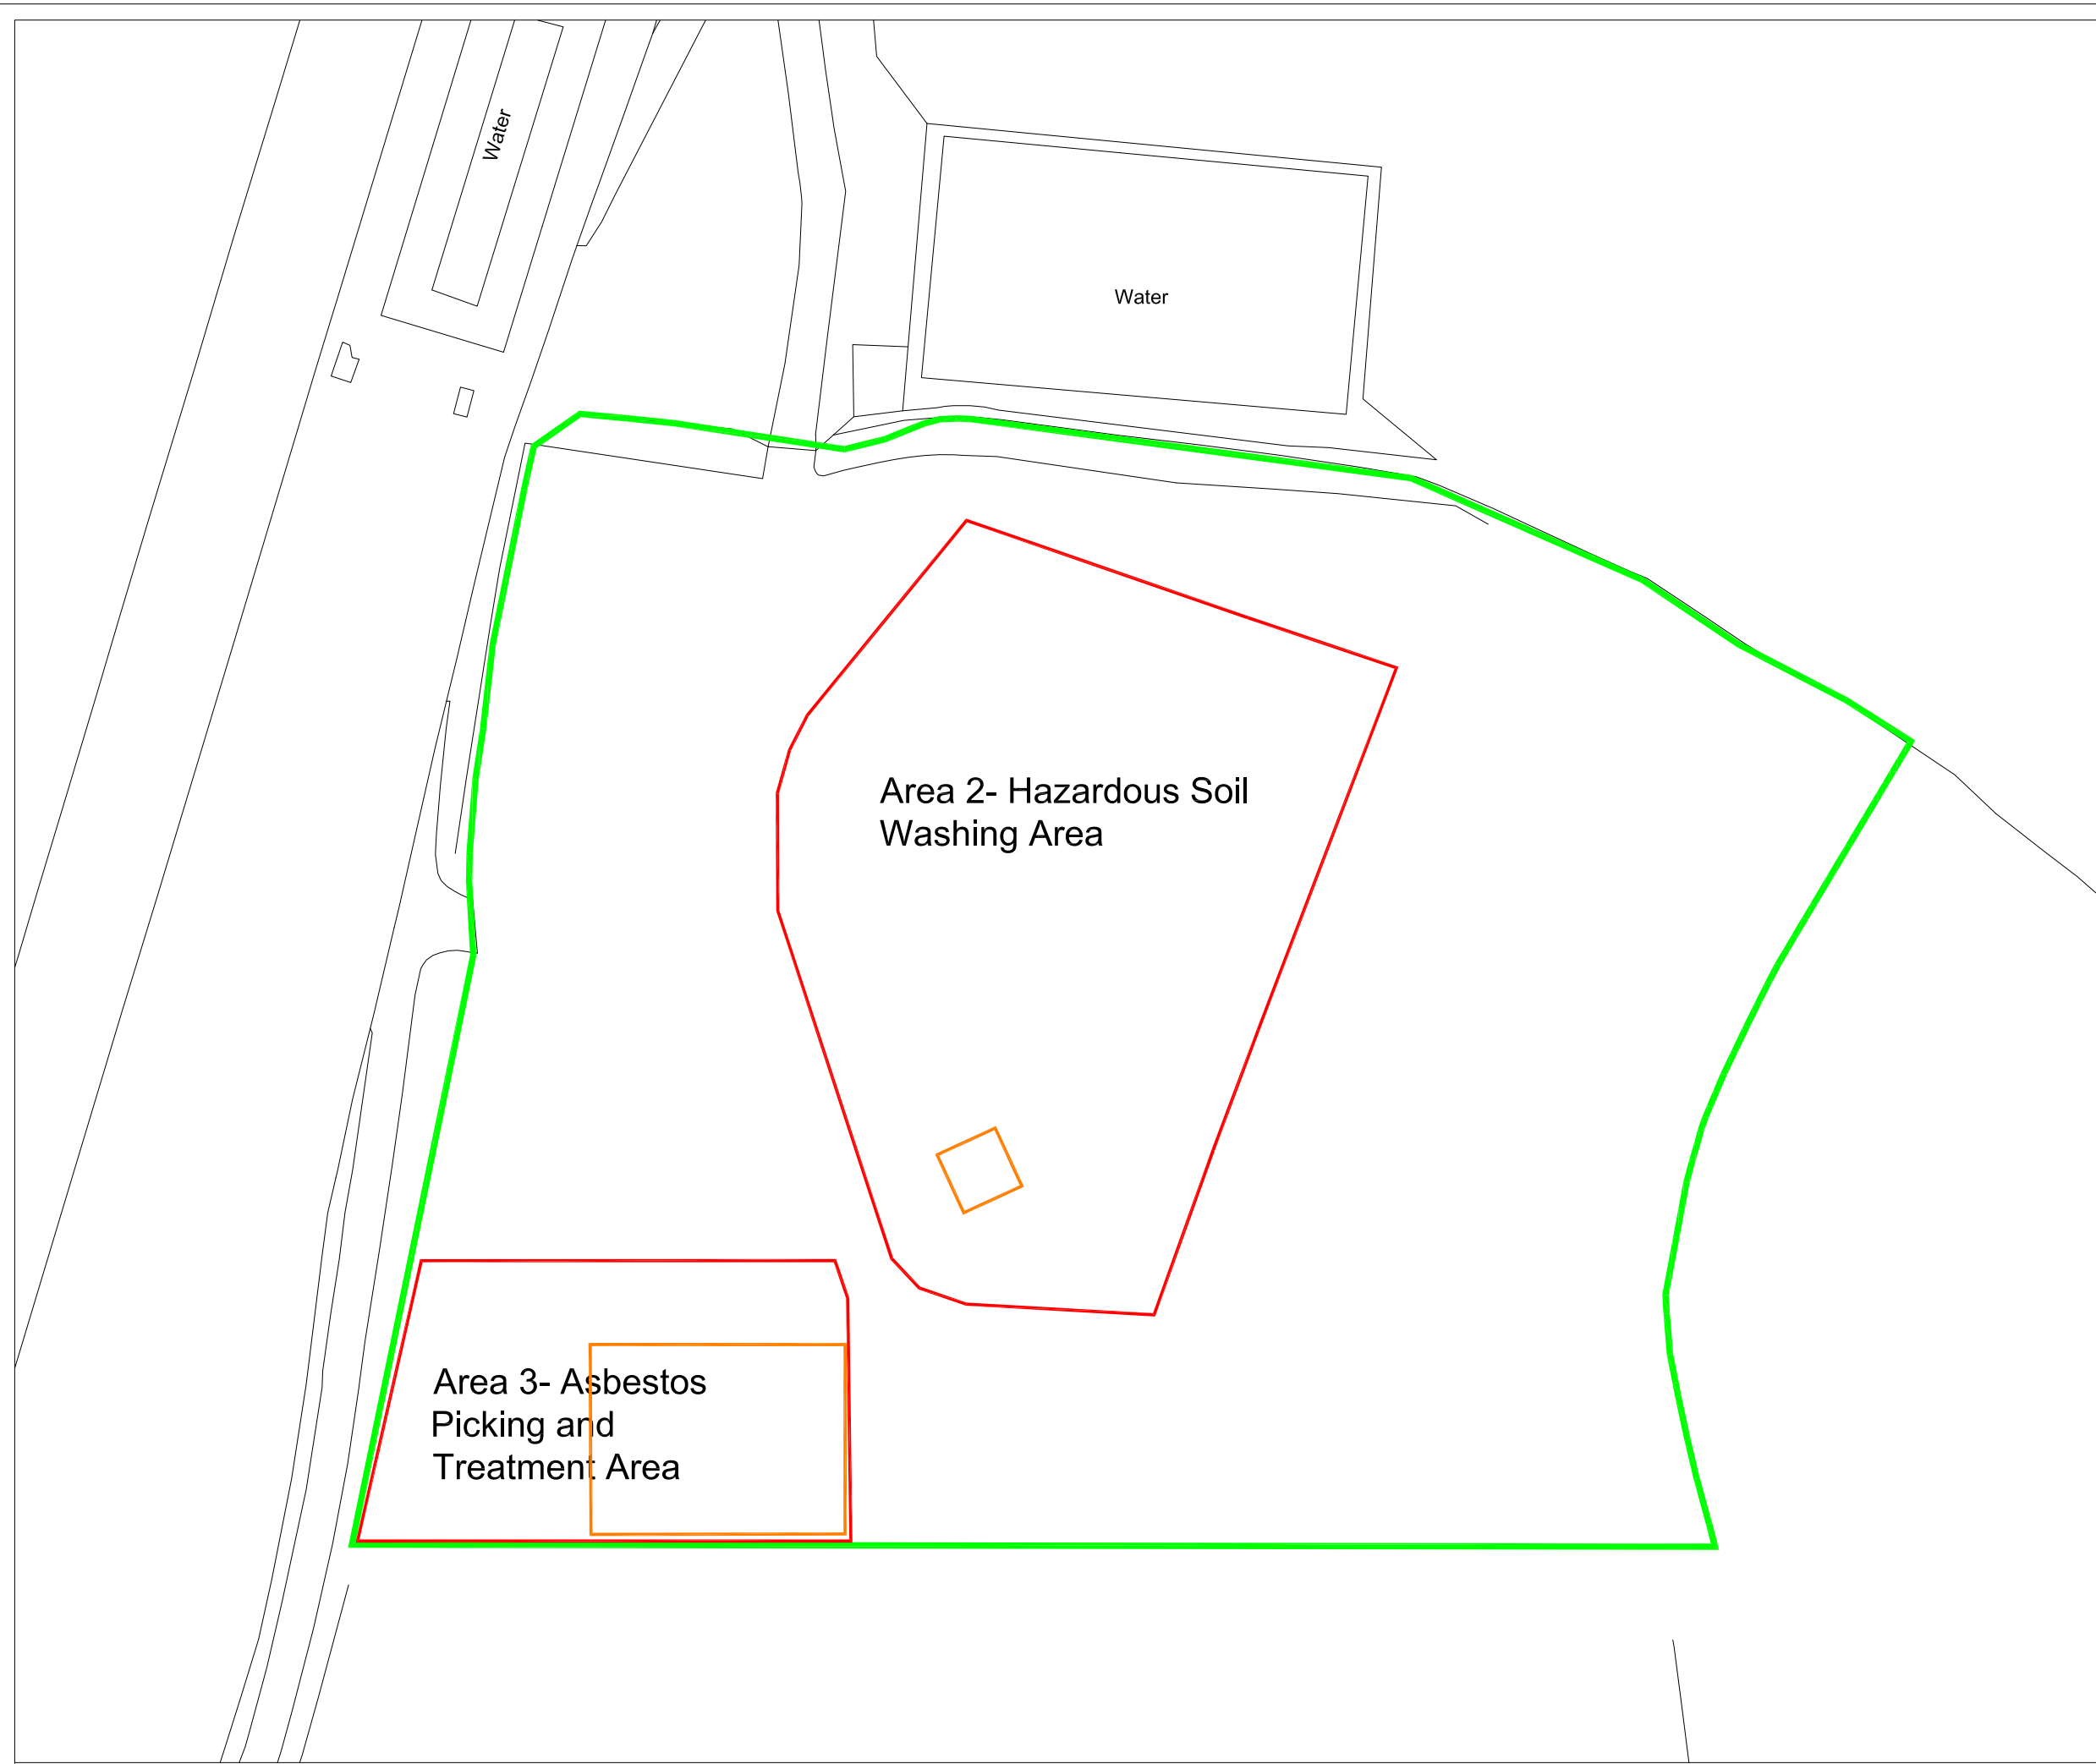 Water
Water
Area 2- Hazardous Soil
Washing Area
Area 3- Asbestos
Picking and
Treatment Area